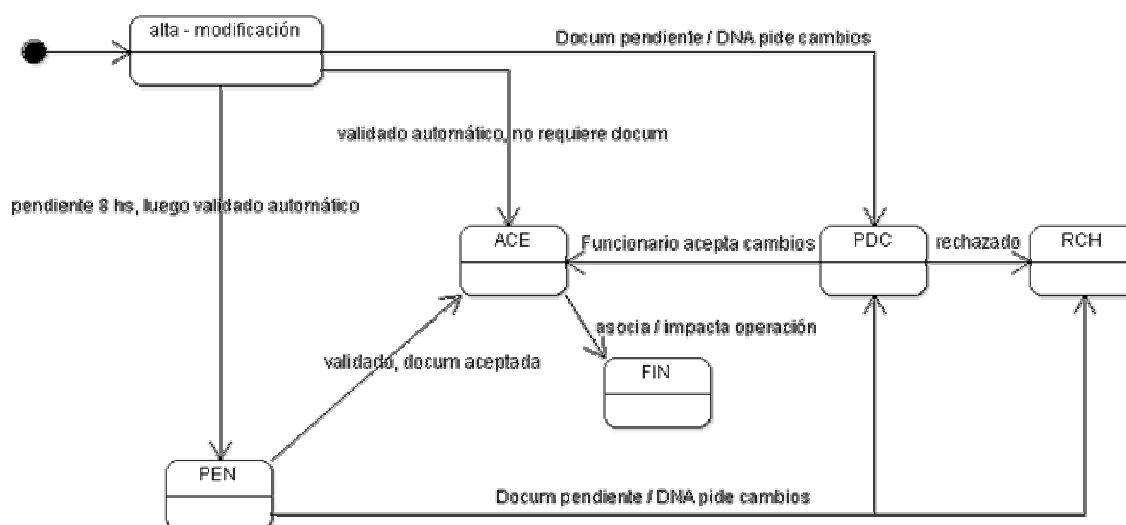 alta - modificación
Docum pendiente / DNA pide cambios
validado automático, no requiere docum
pendiente 8 hs, luego validado automático
ACE
Funcionario acepta cambios
PDC
rechazado
RCH
asocia / impacta operación
validado, docum aceptada
FIN
PEN
Docum pendiente / DNA pide cambios